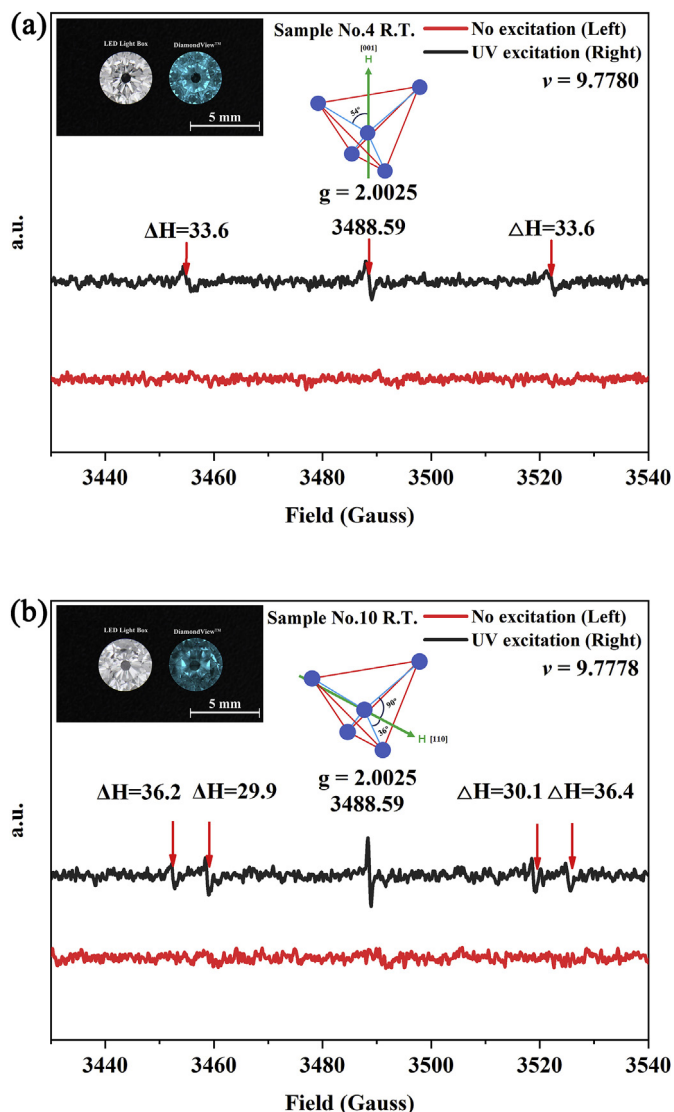 (a)
LED Light Box DiamondView™
5 mm
Sample No.4 R.T.
No excitation (Left)
UV excitation (Right)
ν = 9.7780
[001]
H
54°
g = 2.0025
3488.59
ΔH=33.6
△H=33.6
a.u.
3440 3460 3480 3500 3520 3540
Field (Gauss)
(b)
LED Light Box DiamondView™
5 mm
Sample No.10 R.T.
No excitation (Left)
UV excitation (Right)
ν = 9.7778
90°
36°
H [110]
g = 2.0025
3488.59
ΔH=36.2 ΔH=29.9
△H=30.1 △H=36.4
a.u.
3440 3460 3480 3500 3520 3540
Field (Gauss)